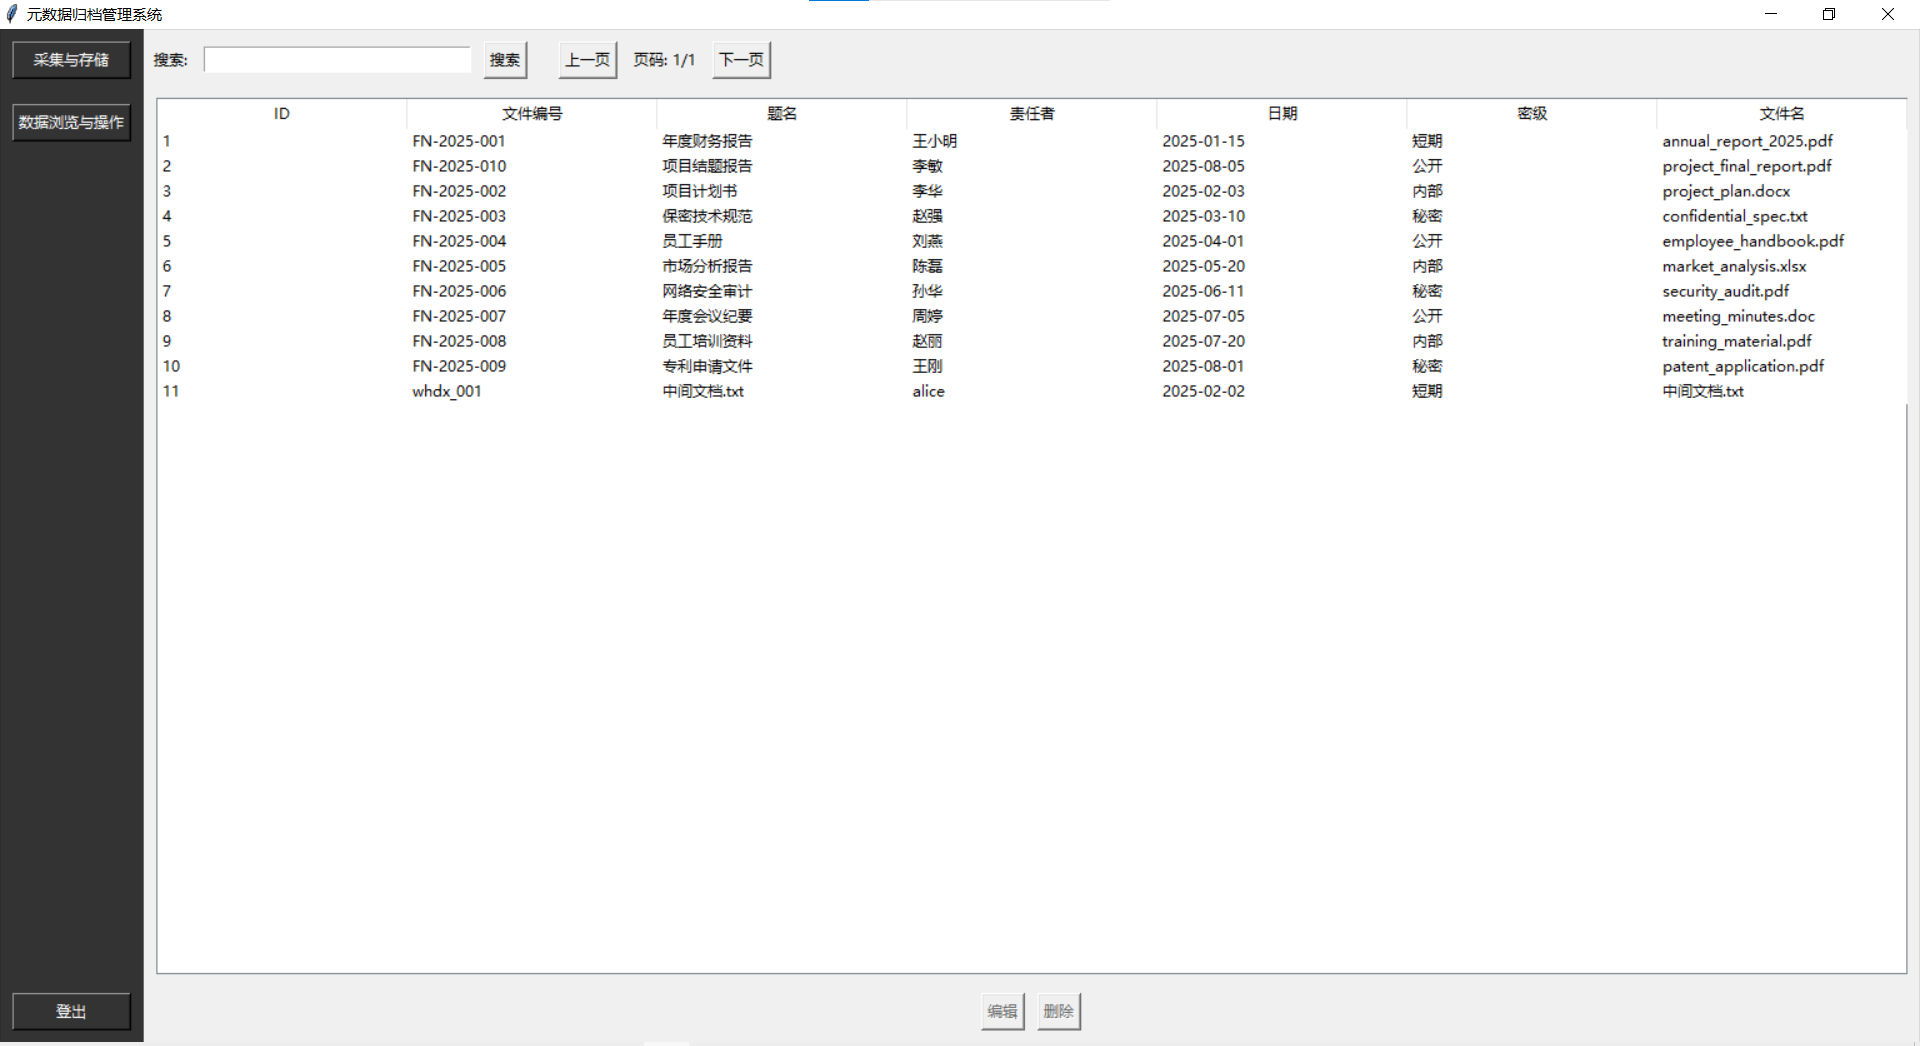 元数据归档管理系统
采集与存储
数据浏览与操作
登出
搜索: 搜索 上一页 页码: 1/1 下一页
ID 文件编号 题名 责任者 日期 密级 文件名
1 FN-2025-001 年度财务报告 王小明 2025-01-15 短期 annual_report_2025.pdf
2 FN-2025-010 项目结题报告 李敏 2025-08-05 公开 project_final_report.pdf
3 FN-2025-002 项目计划书 李华 2025-02-03 内部 project_plan.docx
4 FN-2025-003 保密技术规范 赵强 2025-03-10 秘密 confidential_spec.txt
5 FN-2025-004 员工手册 刘燕 2025-04-01 公开 employee_handbook.pdf
6 FN-2025-005 市场分析报告 陈磊 2025-05-20 内部 market_analysis.xlsx
7 FN-2025-006 网络安全审计 孙华 2025-06-11 秘密 security_audit.pdf
8 FN-2025-007 年度会议纪要 周婷 2025-07-05 公开 meeting_minutes.doc
9 FN-2025-008 员工培训资料 赵丽 2025-07-20 内部 training_material.pdf
10 FN-2025-009 专利申请文件 王刚 2025-08-01 秘密 patent_application.pdf
11 whdx_001 中间文档.txt alice 2025-02-02 短期 中间文档.txt
编辑 删除